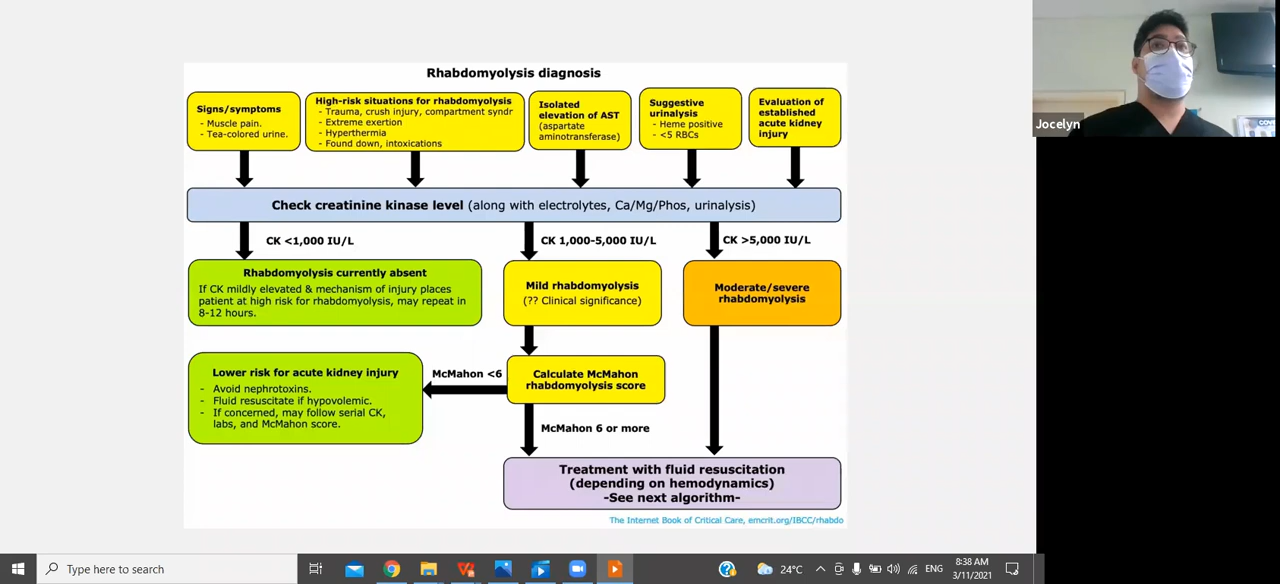 Rhabdomyolysis diagnosis
Signs/symptoms
- Muscle pain.
- Tea-colored urine.
High-risk situations for rhabdomyolysis
- Trauma, crush injury, compartment syndr
- Extreme exertion
- Hyperthermia
- Found down, intoxications
Isolated
elevation of AST
(aspartate
aminotransferase)
Suggestive
urinalysis
- Heme positive
- <5 RBCs
Evaluation of
established
acute kidney
injury
Check creatinine kinase level (along with electrolytes, Ca/Mg/Phos, urinalysis)
CK <1,000 IU/L
CK 1,000-5,000 IU/L
CK >5,000 IU/L
Rhabdomyolysis currently absent
If CK mildly elevated & mechanism of injury places
patient at high risk for rhabdomyolysis, may repeat in
8-12 hours.
Mild rhabdomyolysis
(?? Clinical significance)
Moderate/severe
rhabdomyolysis
Lower risk for acute kidney injury
- Avoid nephrotoxins.
- Fluid resuscitate if hypovolemic.
- If concerned, may follow serial CK,
labs, and McMahon score.
McMahon <6
Calculate McMahon
rhabdomyolysis score
McMahon 6 or more
Treatment with fluid resuscitation
(depending on hemodynamics)
-See next algorithm-
The Internet Book of Critical Care, emcrit.org/IBCC/rhabdo
Jocelyn
Type here to search
24°C
ENG
8:38 AM
3/11/2021